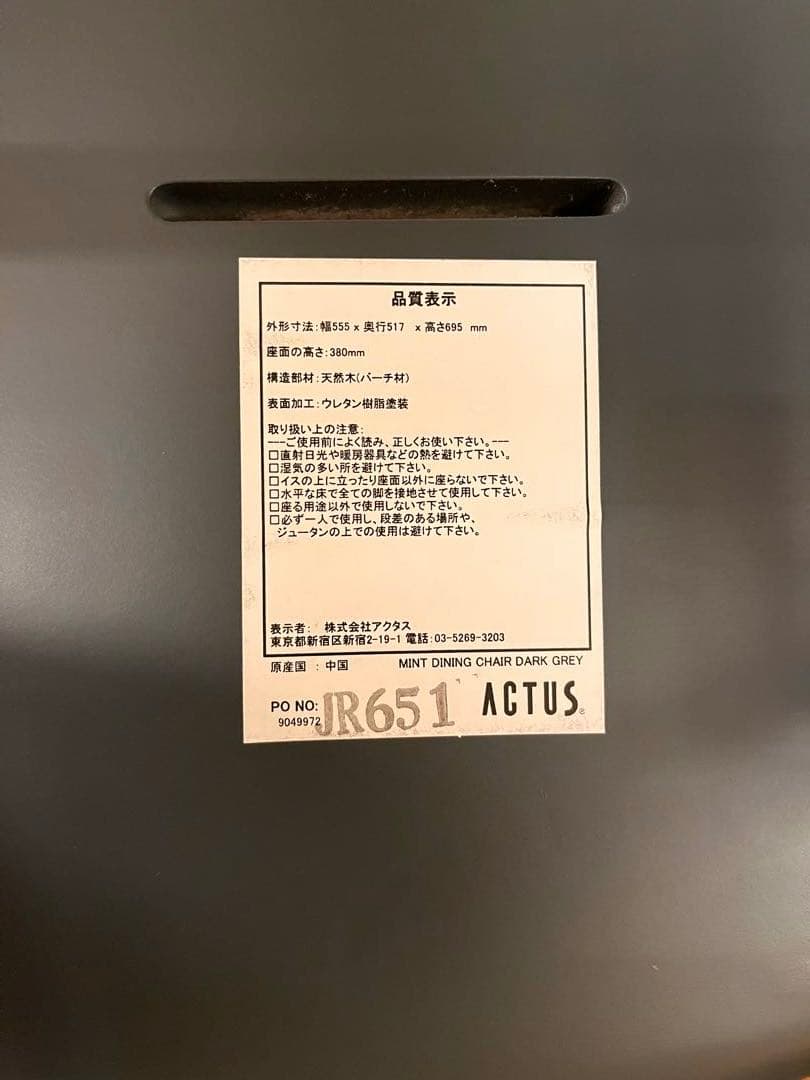 品質表示
外形寸法:幅555 x 奥行517 x 高さ695 mm
座面の高さ:380mm
構造部材:天然木(バーチ材)
表面加工:ウレタン樹脂塗装
取り扱い上の注意:
---ご使用前によく読み、正しくお使い下さい。---
□直射日光や暖房器具などの熱を避けて下さい。
□湿気の多い所を避けて下さい。
□イスの上に立ったり座面以外に座らないで下さい。
□水平な床で全ての脚を接地させて使用して下さい。
□座る用途以外で使用しないで下さい。
□必ず一人で使用し、段差のある場所や、
ジュータンの上での使用は避けて下さい。
表示者: 株式会社アクタス
東京都新宿区新宿2-19-1 電話:03-5269-3203
原産国 : 中国 MINT DINING CHAIR DARK GREY
PO NO: JR651 ACTUS®
9049972